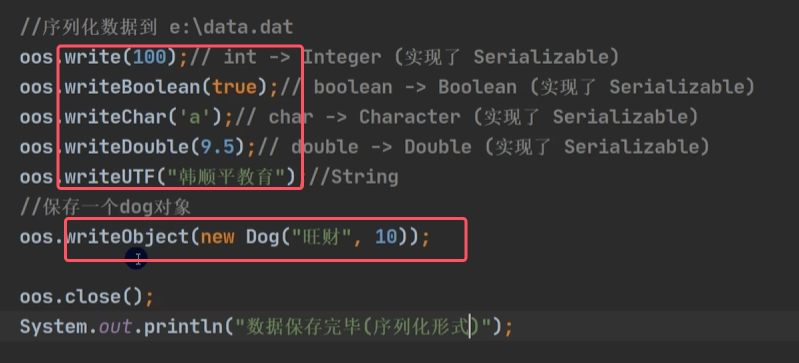 //序列化数据到 e:\data.dat
oos.write(100);// int -> Integer (实现了 Serializable)
oos.writeBoolean(true);// boolean -> Boolean (实现了 Serializable)
oos.writeChar('a');// char -> Character (实现了 Serializable)
oos.writeDouble(9.5);// double -> Double (实现了 Serializable)
oos.writeUTF("韩顺平教育");//String
//保存一个dog对象
oos.writeObject(new Dog("旺财", 10));
oos.close();
System.out.println("数据保存完毕(序列化形式)");